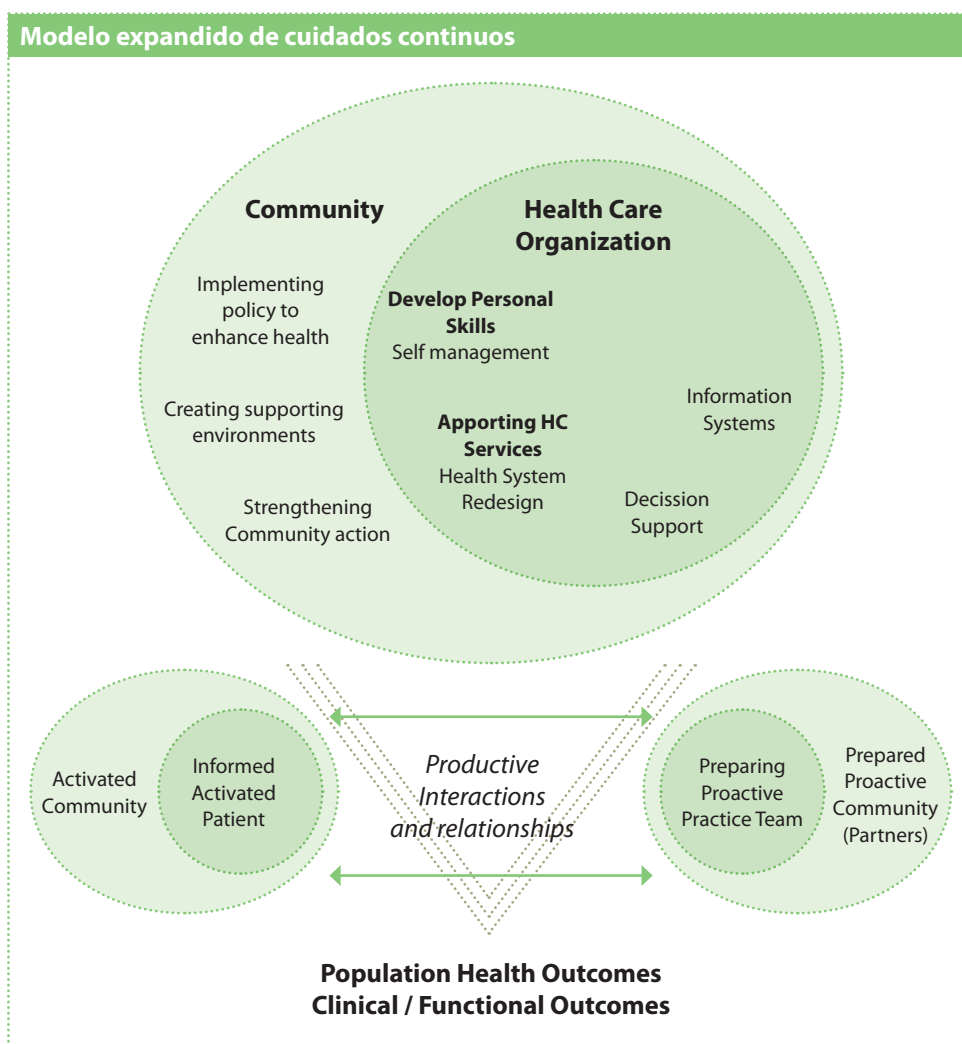 Modelo expandido de cuidados continuos
Community
Health Care
Organization
Implementing
policy to
enhance health
Develop Personal
Skills
Self management
Creating supporting
environments
Information
Systems
Apporting HC
Services
Health System
Redesign
Strengthening
Community action
Decission
Support
Activated
Community
Informed
Activated
Patient
Productive
Interactions
and relationships
Preparing
Proactive
Practice Team
Prepared
Proactive
Community
(Partners)
Population Health Outcomes
Clinical / Functional Outcomes